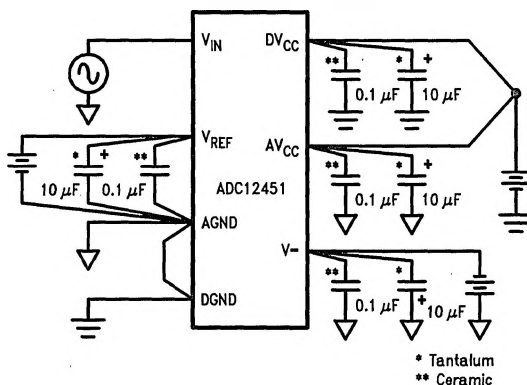 V_IN
DV_CC
** * +
0.1 μF 10 μF
V_REF
* + **
10 μF 0.1 μF
AV_CC
** * +
0.1 μF 10 μF
ADC12451
AGND
V-
** *
0.1 μF + 10 μF
DGND
* Tantalum
** Ceramic